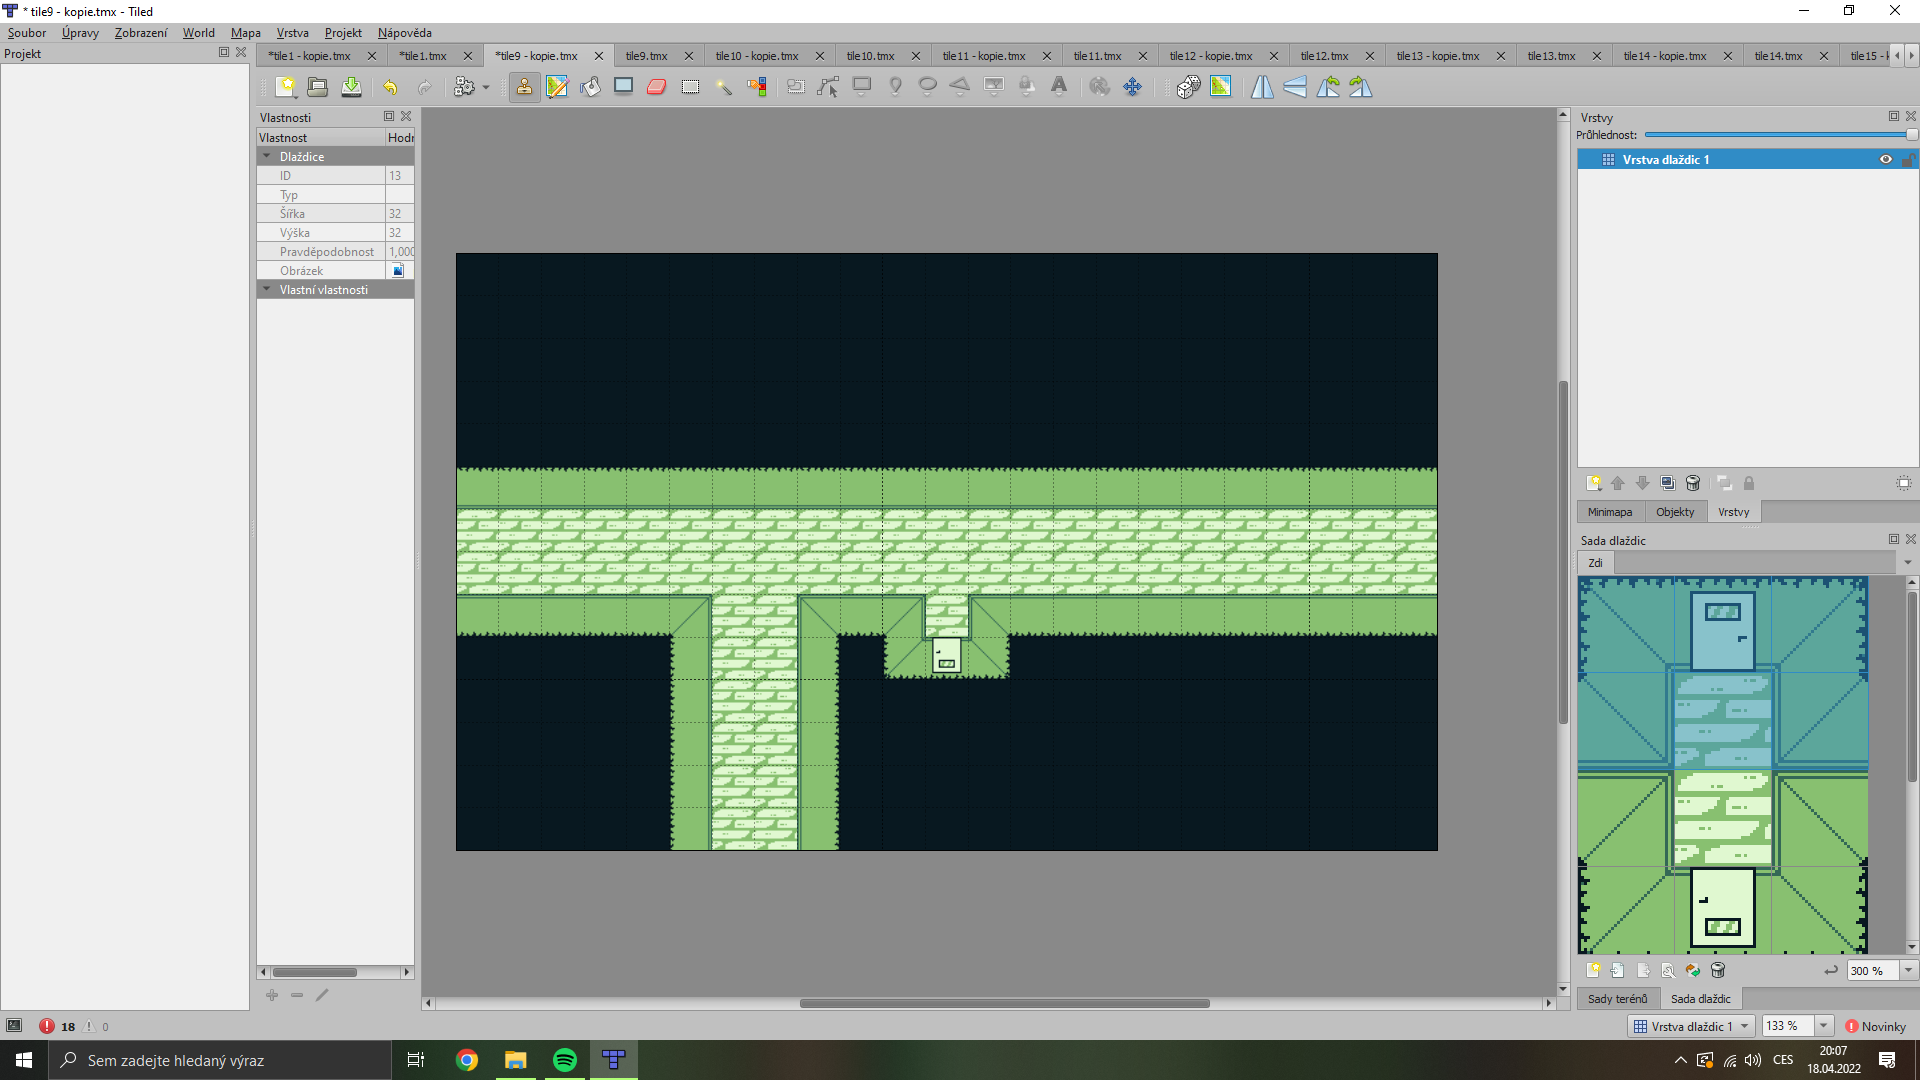 * tile9 - kopie.tmx - Tiled
Soubor Úpravy Zobrazení World Mapa Vrstva Projekt Nápověda
Projekt
*tile1 - kopie.tmx *tile1.tmx *tile9 - kopie.tmx tile9.tmx tile10 - kopie.tmx tile10.tmx tile11 - kopie.tmx tile11.tmx tile12 - kopie.tmx tile12.tmx tile13 - kopie.tmx tile13.tmx tile14 - kopie.tmx tile14.tmx tile15 - k
Vlastnosti
Vlastnost Hodr
Dlaždice
ID 13
Typ
Šířka 32
Výška 32
Pravděpodobnost 1,000
Obrázek
Vlastní vlastnosti
Vrstvy
Průhlednost:
Vrstva dlaždic 1
Minimapa Objekty Vrstvy
Sada dlaždic
Zdi
300 %
Sady terénů Sada dlaždic
18 0
Vrstva dlaždic 1 133 % Novinky
Sem zadejte hledaný výraz
CES
20:07
18.04.2022